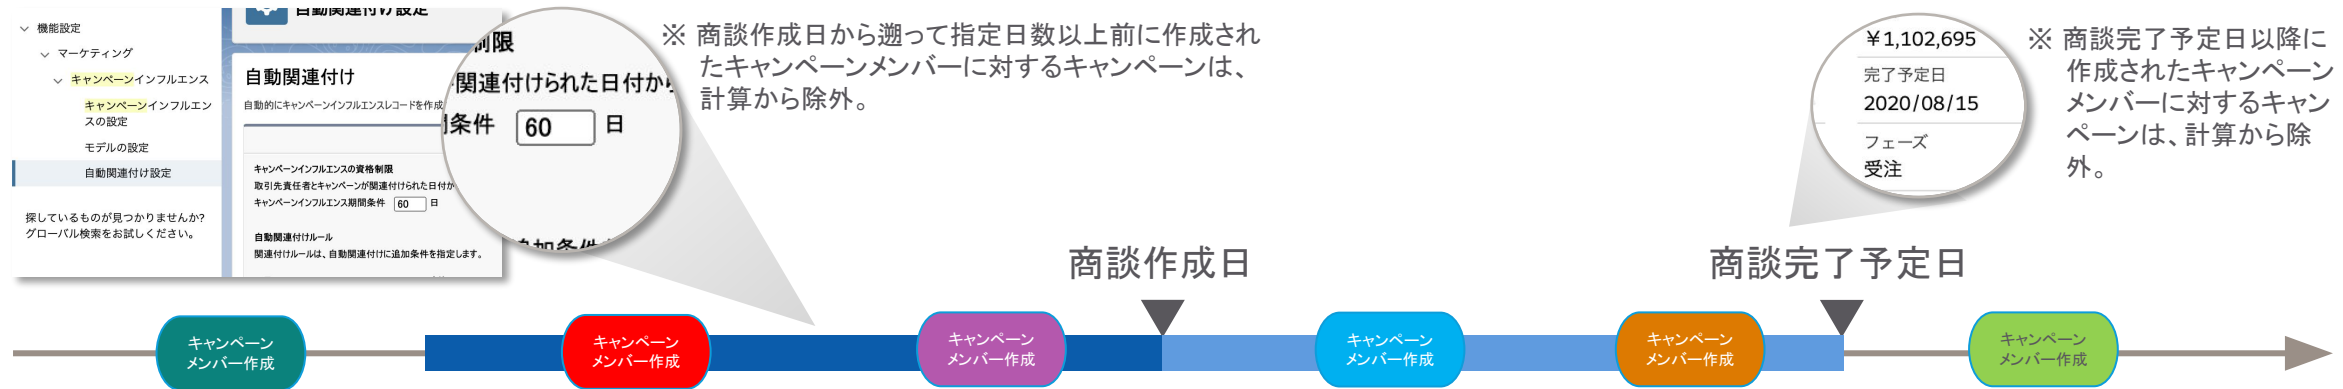 機能設定
マーケティング
キャンペーンインフルエンス
キャンペーンインフルエン
スの設定
モデルの設定
自動関連付け設定
探しているものが見つかりませんか?
グローバル検索をお試しください。
自動関連付け設定
自動関連付け
自動的にキャンペーンインフルエンスレコードを作成
キャンペーンインフルエンスの資格制限
取引先責任者とキャンペーンが関連付けられた日付か
キャンペーンインフルエンス期間条件 60 日
自動関連付けルール
関連付けルールは、自動関連付けに追加条件を指定します。
制限
関連付けられた日付から
条件 60 日
追加条件
※ 商談作成日から遡って指定日数以上前に作成され
たキャンペーンメンバーに対するキャンペーンは、
計算から除外。
¥1,102,695
完了予定日
2020/08/15
フェーズ
受注
※ 商談完了予定日以降に
作成されたキャンペーン
メンバーに対するキャン
ペーンは、計算から除
外。
商談作成日
商談完了予定日
キャンペーン
メンバー作成
キャンペーン
メンバー作成
キャンペーン
メンバー作成
キャンペーン
メンバー作成
キャンペーン
メンバー作成
キャンペーン
メンバー作成